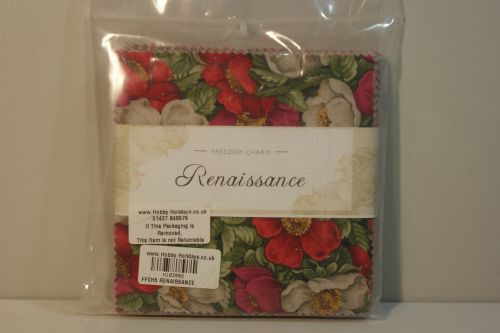 FREEDOM CHARM
Renaissance
www.Hobby Holidays.co.uk
01427 848979
If This Packaging is
Removed,
This Item is not Returnable
www.Hobby Holidays.co.uk
H103692
FFCH5 RENAISSANCE